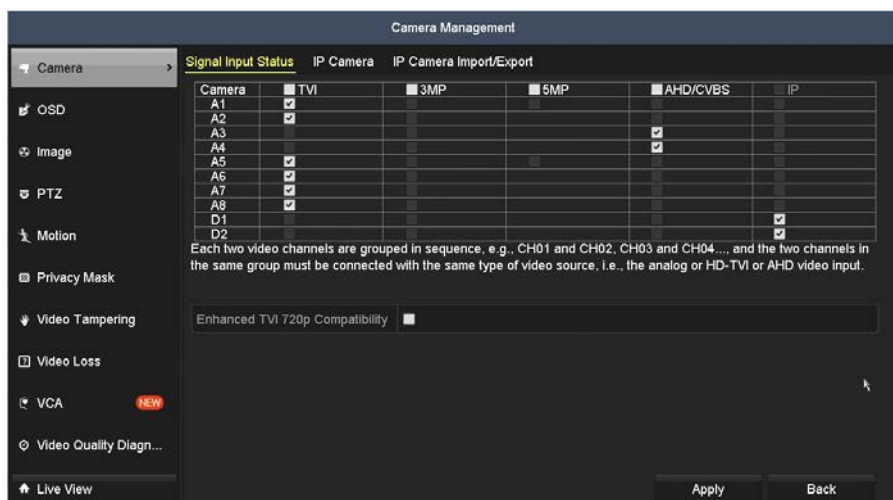 Camera Management
Camera
OSD
Image
PTZ
Motion
Privacy Mask
Video Tampering
Video Loss
VCA NEW
Video Quality Diagn...
Live View
Signal Input Status IP Camera IP Camera Import/Export
Camera TVI 3MP 5MP AHD/CVBS IP
A1
A2
A3
A4
A5
A6
A7
A8
D1
D2
Each two video channels are grouped in sequence, e.g., CH01 and CH02, CH03 and CH04..., and the two channels in
the same group must be connected with the same type of video source, i.e., the analog or HD-TVI or AHD video input.
Enhanced TVI 720p Compatibility
Apply Back